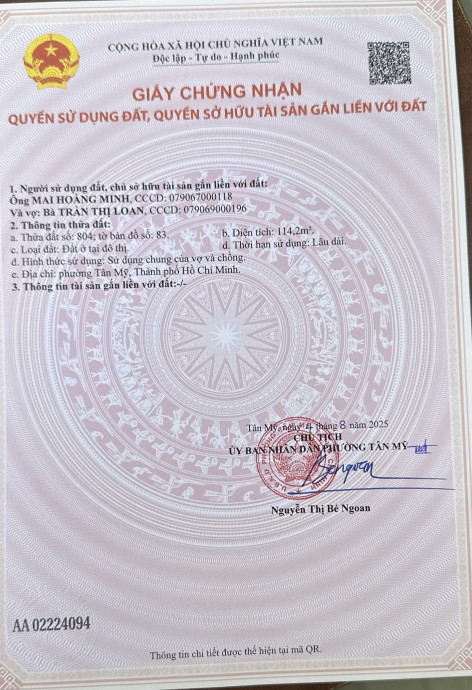 CỘNG HÒA XÃ HỘI CHỦ NGHĨA VIỆT NAM
Độc lập - Tự do - Hạnh phúc
GIẤY CHỨNG NHẬN
QUYỀN SỬ DỤNG ĐẤT, QUYỀN SỞ HỮU TÀI SẢN GẮN LIỀN VỚI ĐẤT
1. Người sử dụng đất, chủ sở hữu tài sản gắn liền với đất:
Ông MAI HOÀNG MINH, CCCD: 079067000118
Và vợ: Bà TRẦN THỊ LOAN, CCCD: 079069000196
2. Thông tin thửa đất:
a. Thửa đất số: 804; tờ bản đồ số: 83. b. Diện tích: 114,2m².
c. Loại đất: Đất ở tại đô thị. d. Thời hạn sử dụng: Lâu dài.
đ. Hình thức sử dụng: Sử dụng chung của vợ và chồng.
e. Địa chỉ: phường Tân Mỹ, Thành phố Hồ Chí Minh.
3. Thông tin tài sản gắn liền với đất:-/-
Tân Mỹ, ngày 4 tháng 8 năm 2025
CHỦ TỊCH
ỦY BAN NHÂN DÂN PHƯỜNG TÂN MỸ
Nguyễn Thị Bé Ngoan
AA 02224094
Thông tin chi tiết được thể hiện tại mã QR.